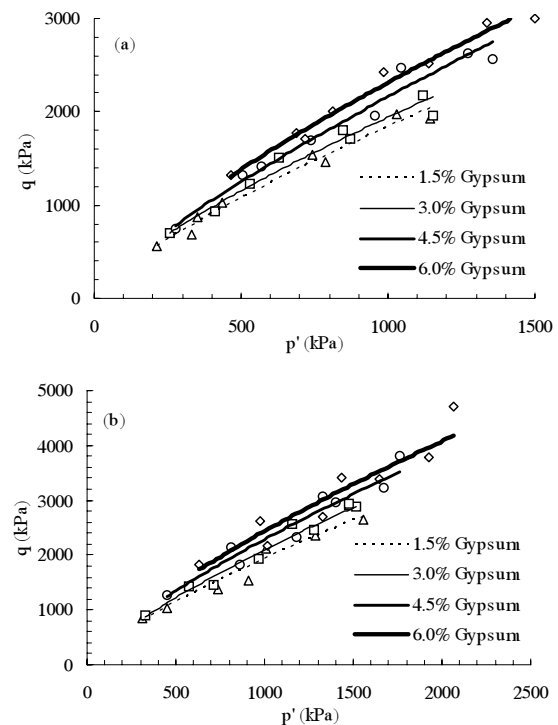 3000
(a)
2000
q (kPa)
1000
0
1.5% Gypsum
3.0% Gypsum
4.5% Gypsum
6.0% Gypsum
0 500 1000 1500
p' (kPa)
5000
(b)
4000
3000
q (kPa)
2000
1000
0
1.5% Gypsum
3.0% Gypsum
4.5% Gypsum
6.0% Gypsum
0 500 1000 1500 2000 2500
p' (kPa)